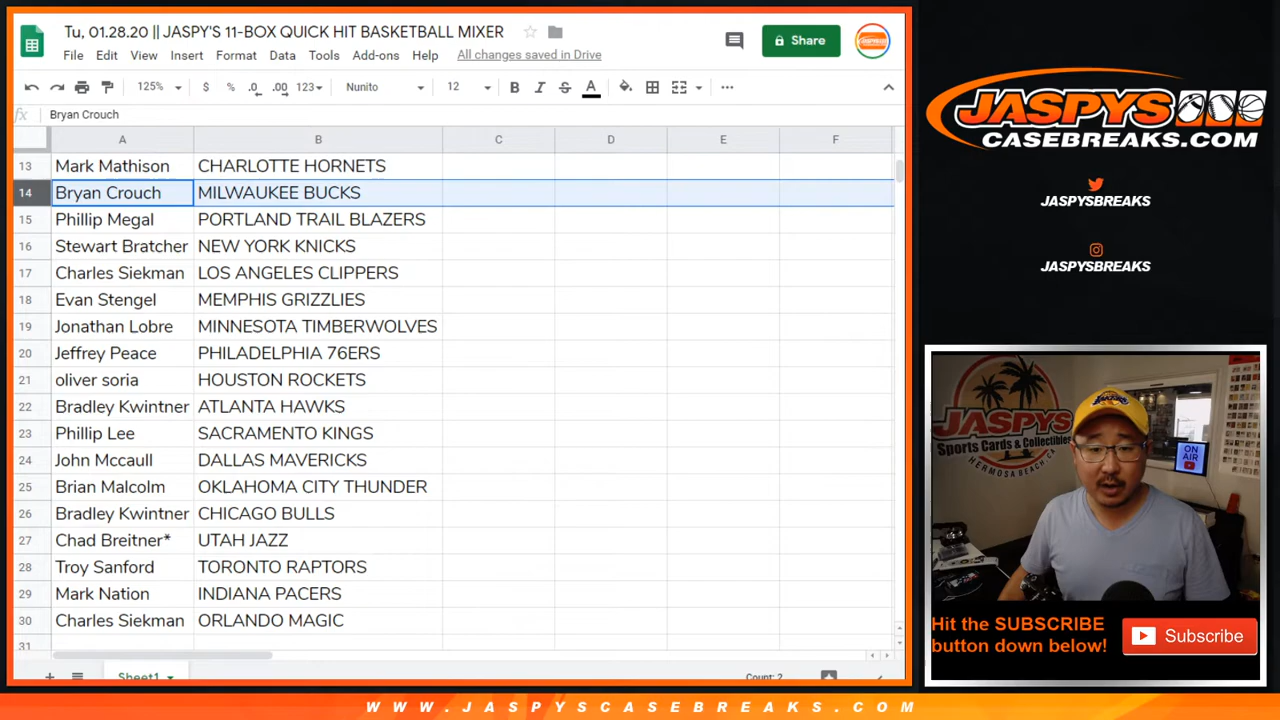 Tu, 01.28.20 || JASPY'S 11-BOX QUICK HIT BASKETBALL MIXER
Share
File Edit View Insert Format Data Tools Add-ons Help All changes saved in Drive
125% $ % .0 .00 123 Nunito 12 B I S A
fx Bryan Crouch
A B C D E F
13 Mark Mathison CHARLOTTE HORNETS
14 Bryan Crouch MILWAUKEE BUCKS
15 Phillip Megal PORTLAND TRAIL BLAZERS
16 Stewart Bratcher NEW YORK KNICKS
17 Charles Siekman LOS ANGELES CLIPPERS
18 Evan Stengel MEMPHIS GRIZZLIES
19 Jonathan Lobre MINNESOTA TIMBERWOLVES
20 Jeffrey Peace PHILADELPHIA 76ERS
21 oliver soria HOUSTON ROCKETS
22 Bradley Kwintner ATLANTA HAWKS
23 Phillip Lee SACRAMENTO KINGS
24 John Mccaull DALLAS MAVERICKS
25 Brian Malcolm OKLAHOMA CITY THUNDER
26 Bradley Kwintner CHICAGO BULLS
27 Chad Breitner* UTAH JAZZ
28 Troy Sanford TORONTO RAPTORS
29 Mark Nation INDIANA PACERS
30 Charles Siekman ORLANDO MAGIC
31
Sheet1 Count: 2
JASPYS
CASEBREAKS.COM
JASPYSBREAKS
JASPYSBREAKS
JASPYS
Sports Cards & Collectibles
HERMOSA BEACH, CA
ON
AIR
Hit the SUBSCRIBE
button down below!
Subscribe
WWW.JASPYSCASEBREAKS.COM